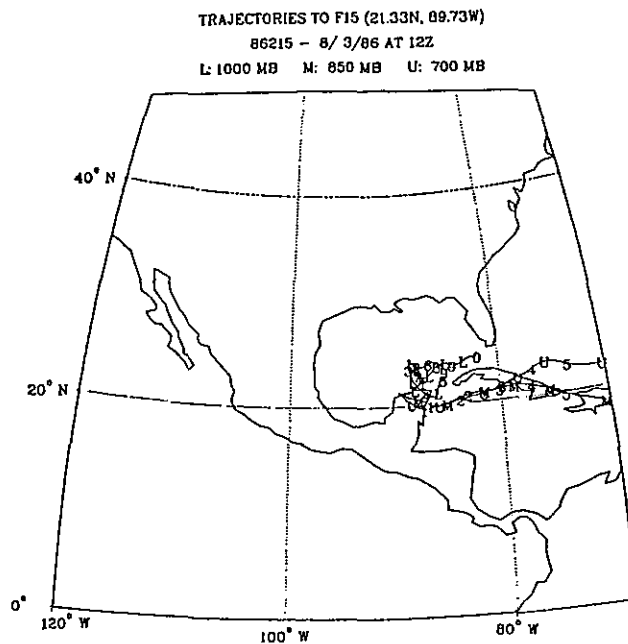 TRAJECTORIES TO F15 (21.33N, 89.73W)
86215 - 8/ 3/86 AT 12Z
L: 1000 MB M: 850 MB U: 700 MB
40° N
20° N
0°
120° W
100° W
80° W
L O
U 5 U